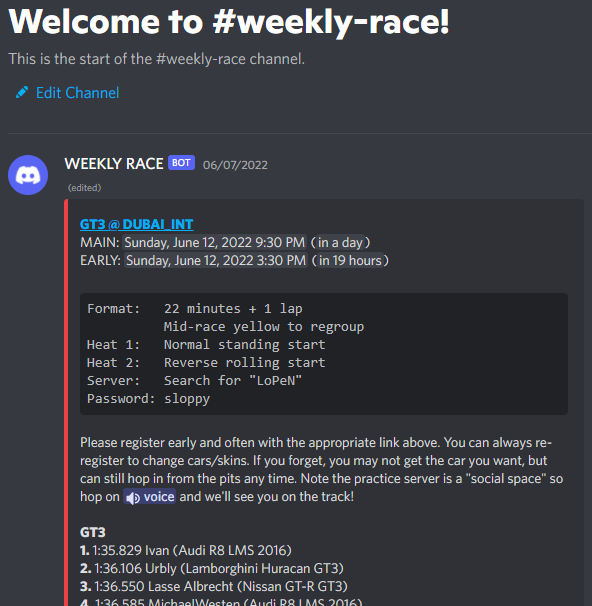 Welcome to #weekly-race!
This is the start of the #weekly-race channel.
Edit Channel
WEEKLY RACE BOT 06/07/2022
(edited)
GT3 @ DUBAI_INT
MAIN: Sunday, June 12, 2022 9:30 PM (in a day)
EARLY: Sunday, June 12, 2022 3:30 PM (in 19 hours)
Format: 22 minutes + 1 lap
Mid-race yellow to regroup
Heat 1: Normal standing start
Heat 2: Reverse rolling start
Server: Search for "LoPeN"
Password: sloppy
Please register early and often with the appropriate link above. You can always re-
register to change cars/skins. If you forget, you may not get the car you want, but
can still hop in from the pits any time. Note the practice server is a "social space" so
hop on voice and we'll see you on the track!
GT3
1. 1:35.829 Ivan (Audi R8 LMS 2016)
2. 1:36.106 Urbly (Lamborghini Huracan GT3)
3. 1:36.550 Lasse Albrecht (Nissan GT-R GT3)
4. 1:36.585 MichaelWesten (Audi R8 LMS 2016)